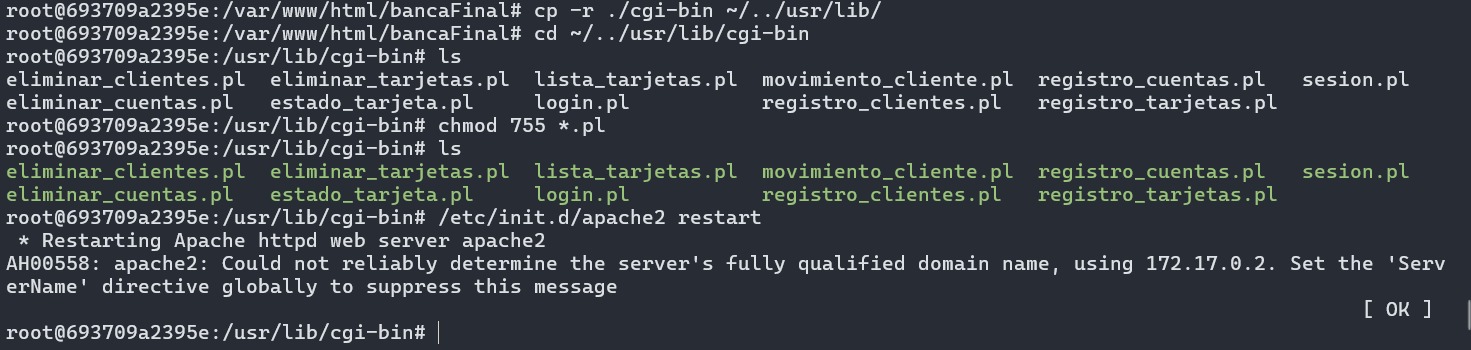 root@693709a2395e:/var/www/html/bancaFinal# cp -r ./cgi-bin ~/../usr/lib/
root@693709a2395e:/var/www/html/bancaFinal# cd ~/../usr/lib/cgi-bin
root@693709a2395e:/usr/lib/cgi-bin# ls
eliminar_clientes.pl  eliminar_tarjetas.pl  lista_tarjetas.pl  movimiento_cliente.pl  registro_cuentas.pl   sesion.pl
eliminar_cuentas.pl   estado_tarjeta.pl     login.pl           registro_clientes.pl   registro_tarjetas.pl
root@693709a2395e:/usr/lib/cgi-bin# chmod 755 *.pl
root@693709a2395e:/usr/lib/cgi-bin# ls
eliminar_clientes.pl  eliminar_tarjetas.pl  lista_tarjetas.pl  movimiento_cliente.pl  registro_cuentas.pl   sesion.pl
eliminar_cuentas.pl   estado_tarjeta.pl     login.pl           registro_clientes.pl   registro_tarjetas.pl
root@693709a2395e:/usr/lib/cgi-bin# /etc/init.d/apache2 restart
 * Restarting Apache httpd web server apache2
AH00558: apache2: Could not reliably determine the server's fully qualified domain name, using 172.17.0.2. Set the 'Serv
erName' directive globally to suppress this message
[ OK ]
root@693709a2395e:/usr/lib/cgi-bin#